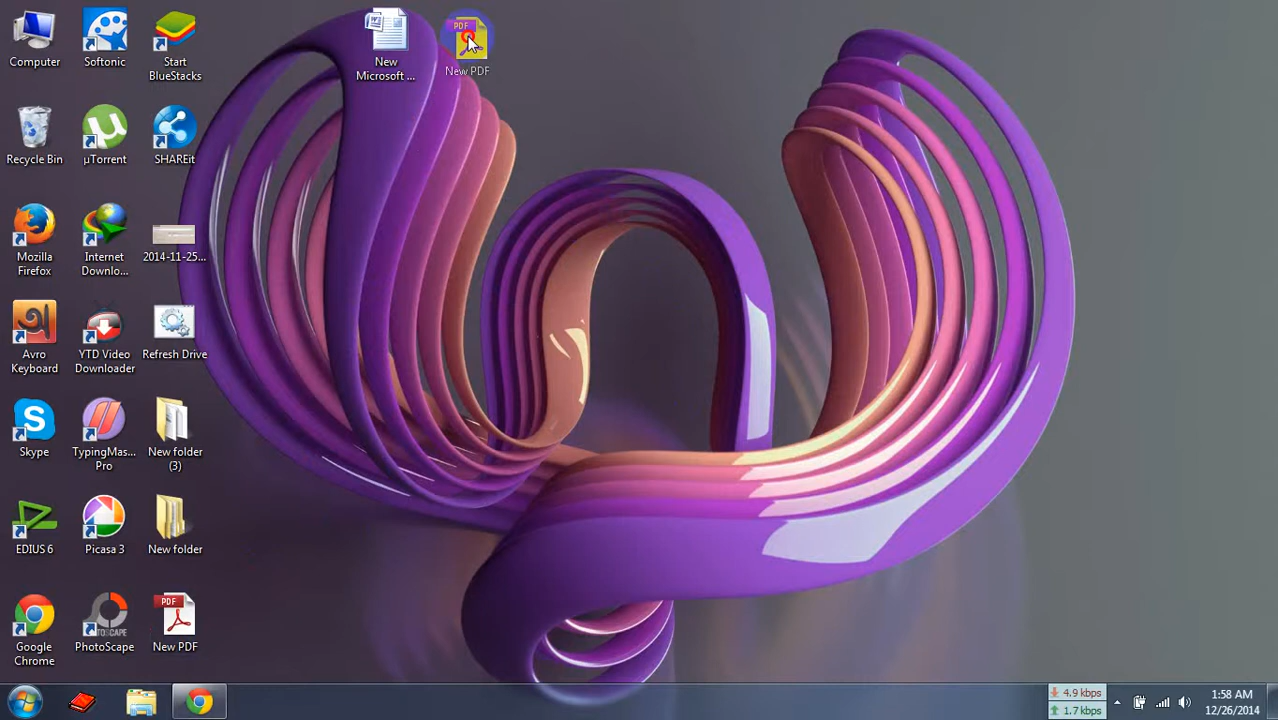 Computer
Softonic
Start
BlueStacks
New
Microsoft ...
PDF
New PDF
Recycle Bin
µTorrent
SHAREit
Mozilla
Firefox
Internet
Downlo...
2014-11-25...
Avro
Keyboard
YTD Video
Downloader
Refresh Drive
Skype
TypingMas...
Pro
New folder
(3)
EDIUS 6
Picasa 3
New folder
Google
Chrome
PhotoScape
PDF
New PDF
4.9 kbps
1.7 kbps
1:58 AM
12/26/2014